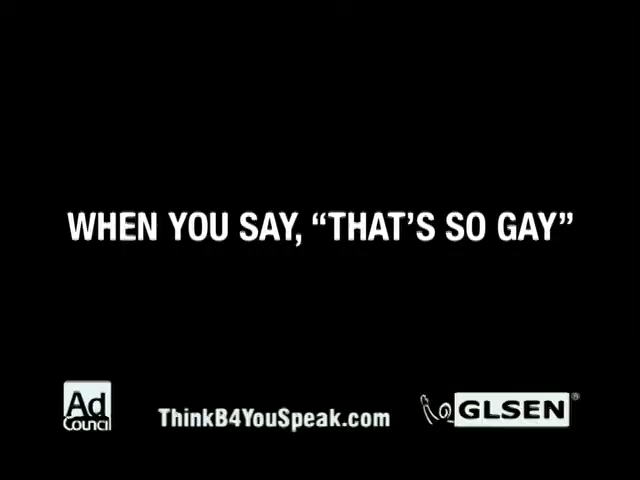 WHEN YOU SAY, “THAT’S SO GAY”
Ad
Council
ThinkB4YouSpeak.com
GLSEN®